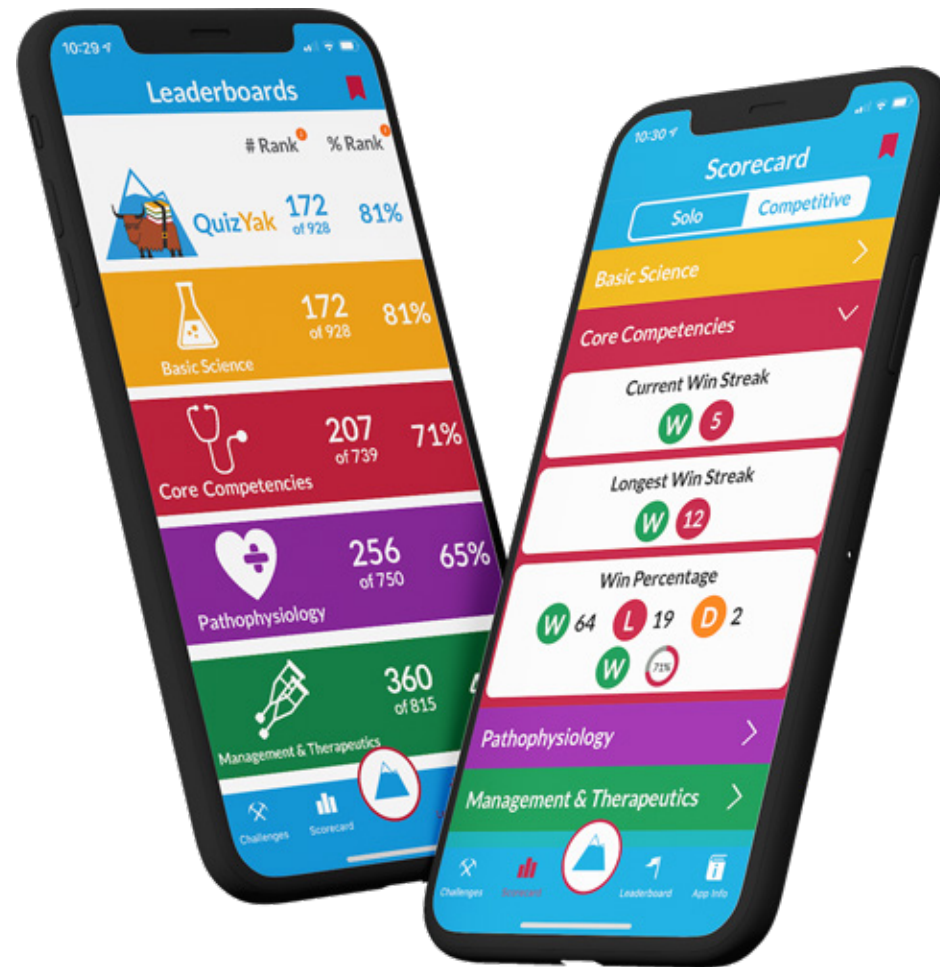 10:29
Leaderboards
# Rank % Rank
QuizYak 172 of 928 81%
172 of 928 81%
Basic Science
207 of 739 71%
Core Competencies
256 of 750 65%
Pathophysiology
360 of 815
Management & Therapeutics
Challenges Scorecard
10:30
Scorecard
Solo Competitive
Basic Science
Core Competencies
Current Win Streak
W 5
Longest Win Streak
W 12
Win Percentage
W 64 L 19 D 2
W 71%
Pathophysiology
Management & Therapeutics
Challenges Scorecard Leaderboard App Info